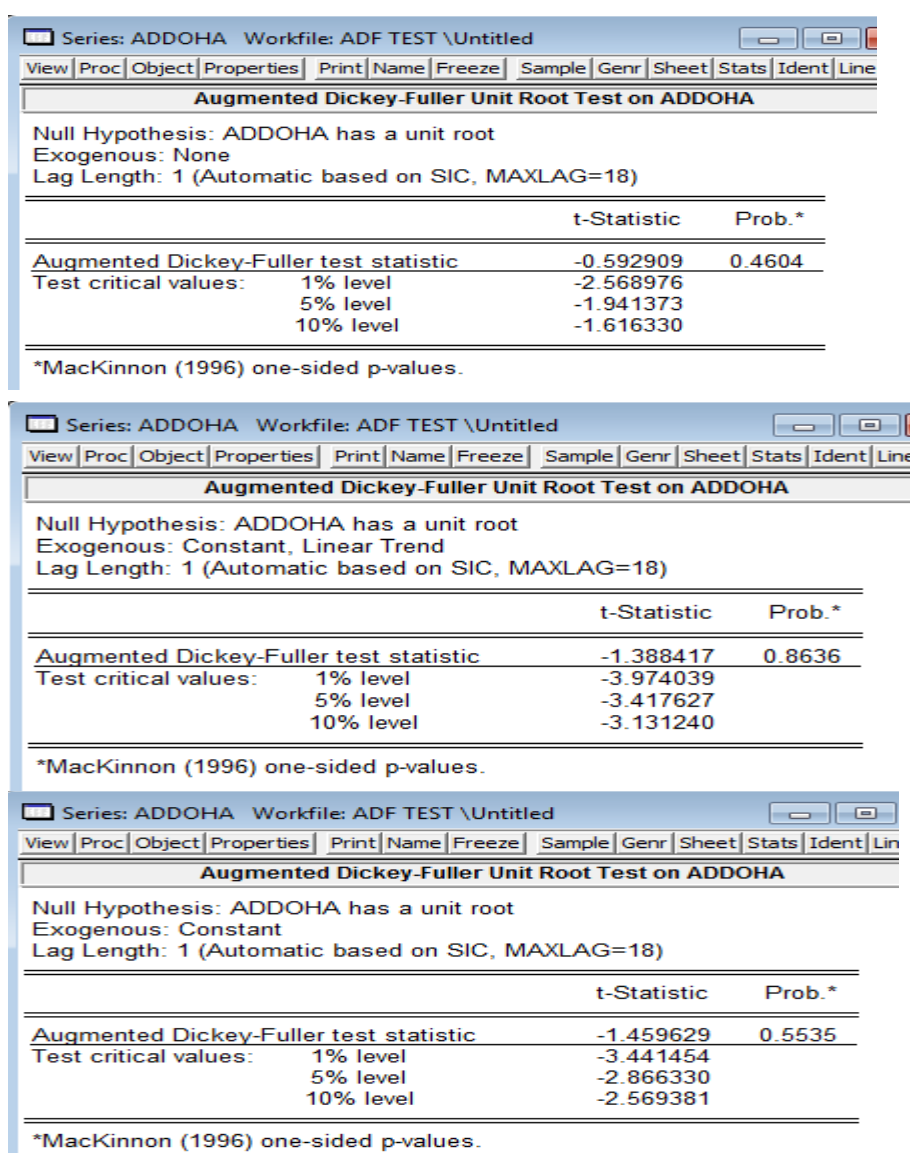 Series: ADDOHA Workfile: ADF TEST \Untitled
View Proc Object Properties Print Name Freeze Sample Genr Sheet Stats Ident Line
Augmented Dickey-Fuller Unit Root Test on ADDOHA
Null Hypothesis: ADDOHA has a unit root
Exogenous: None
Lag Length: 1 (Automatic based on SIC, MAXLAG=18)
t-Statistic Prob.*
Augmented Dickey-Fuller test statistic -0.592909 0.4604
Test critical values: 1% level -2.568976
5% level -1.941373
10% level -1.616330
*MacKinnon (1996) one-sided p-values.
Series: ADDOHA Workfile: ADF TEST \Untitled
View Proc Object Properties Print Name Freeze Sample Genr Sheet Stats Ident Line
Augmented Dickey-Fuller Unit Root Test on ADDOHA
Null Hypothesis: ADDOHA has a unit root
Exogenous: Constant, Linear Trend
Lag Length: 1 (Automatic based on SIC, MAXLAG=18)
t-Statistic Prob.*
Augmented Dickey-Fuller test statistic -1.388417 0.8636
Test critical values: 1% level -3.974039
5% level -3.417627
10% level -3.131240
*MacKinnon (1996) one-sided p-values.
Series: ADDOHA Workfile: ADF TEST \Untitled
View Proc Object Properties Print Name Freeze Sample Genr Sheet Stats Ident Lin
Augmented Dickey-Fuller Unit Root Test on ADDOHA
Null Hypothesis: ADDOHA has a unit root
Exogenous: Constant
Lag Length: 1 (Automatic based on SIC, MAXLAG=18)
t-Statistic Prob.*
Augmented Dickey-Fuller test statistic -1.459629 0.5535
Test critical values: 1% level -3.441454
5% level -2.866330
10% level -2.569381
*MacKinnon (1996) one-sided p-values.